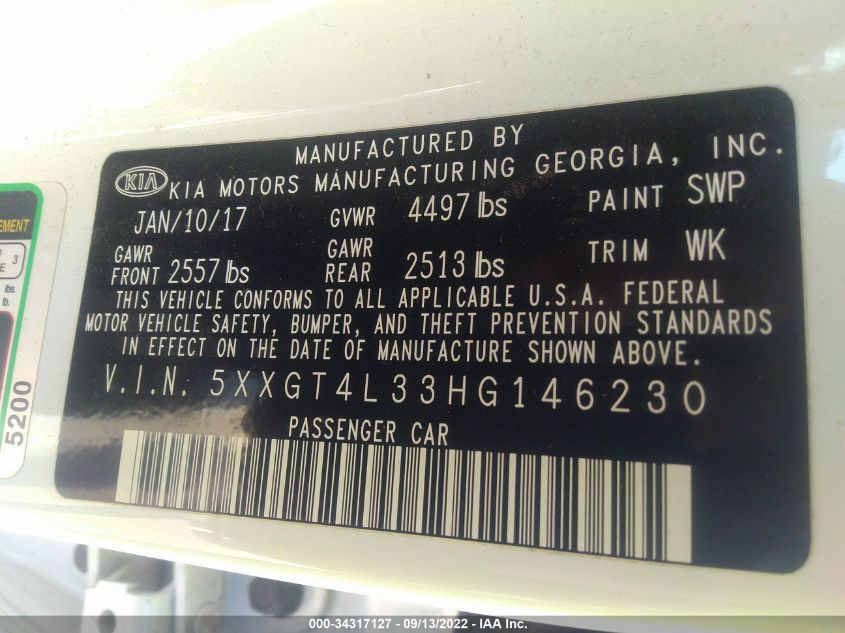 MANUFACTURED BY
KIA KIA MOTORS MANUFACTURING GEORGIA, INC.
JAN/10/17 GVWR 4497 lbs PAINT SWP
GAWR FRONT 2557 lbs GAWR REAR 2513 lbs TRIM WK
THIS VEHICLE CONFORMS TO ALL APPLICABLE U.S.A. FEDERAL
MOTOR VEHICLE SAFETY, BUMPER, AND THEFT PREVENTION STANDARDS
IN EFFECT ON THE DATE OF MANUFACTURE SHOWN ABOVE.
V.I.N. 5XXGT4L33HG146230
PASSENGER CAR
3
lbs.
lb.
5200
000-34317127 - 09/13/2022 - IAA Inc.